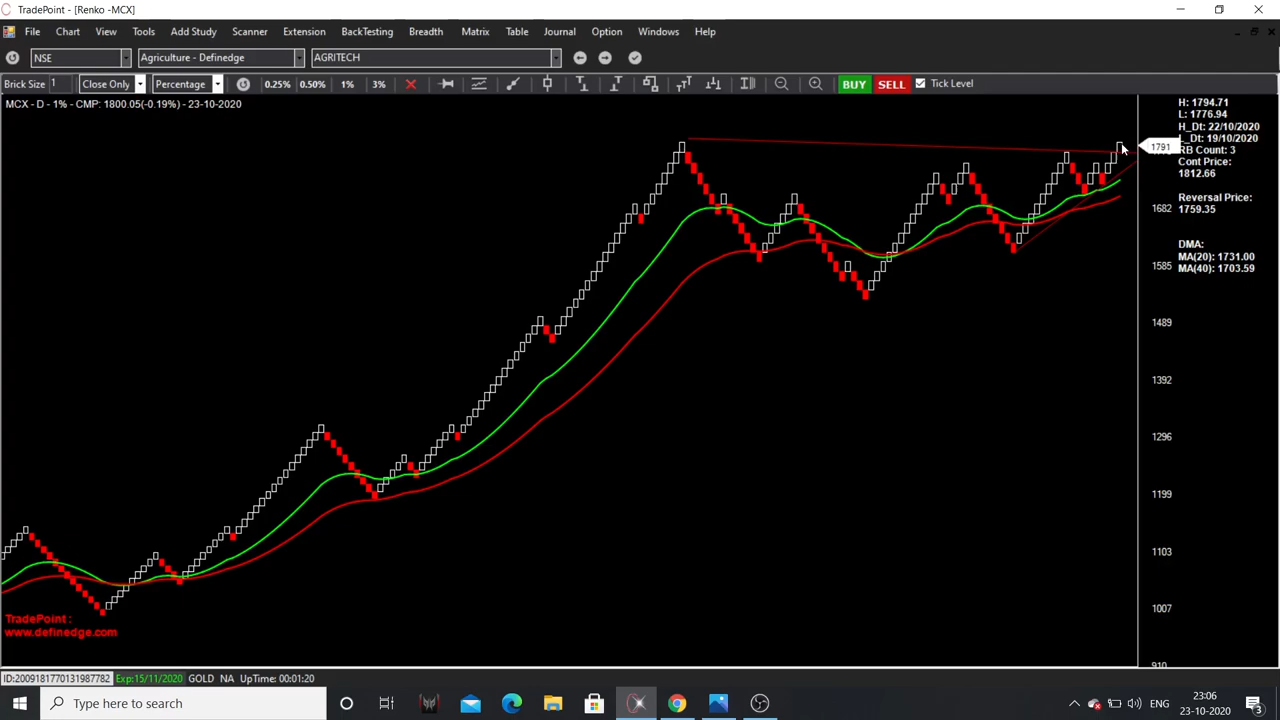 TradePoint - [Renko -MCX]
File Chart View Tools Add Study Scanner Extension BackTesting Breadth Matrix Table Journal Option Windows Help
NSE Agriculture - Definedge AGRITECH
Brick Size 1 Close Only Percentage 0.25% 0.50% 1% 3% BUY SELL Tick Level
MCX - D - 1% - CMP: 1800.05(-0.19%) - 23-10-2020
H: 1794.71
L: 1776.94
H_Dt: 22/10/2020
L_Dt: 19/10/2020
1791
RB Count: 3
Cont Price:
1812.66
Reversal Price:
1759.35
DMA:
MA(20): 1731.00
MA(40): 1703.59
1682
1585
1489
1392
1296
1199
1103
1007
910
TradePoint :
www.definedge.com
ID:2009181770131987782 Exp:15/11/2020 GOLD NA UpTime: 00:01:20
Type here to search
ENG
23:06
23-10-2020
3